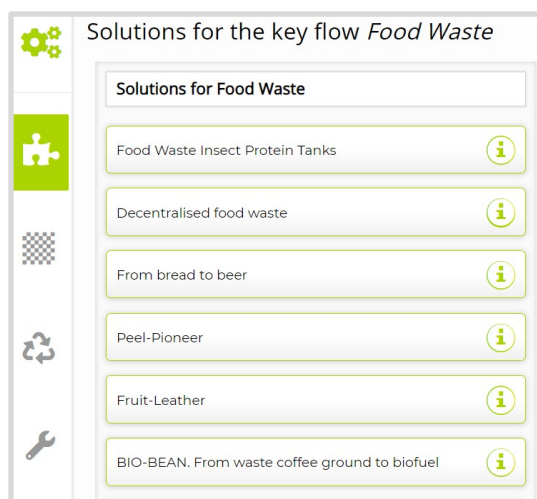 Solutions for the key flow Food Waste
Solutions for Food Waste
Food Waste Insect Protein Tanks
Decentralised food waste
From bread to beer
Peel-Pioneer
Fruit-Leather
BIO-BEAN. From waste coffee ground to biofuel